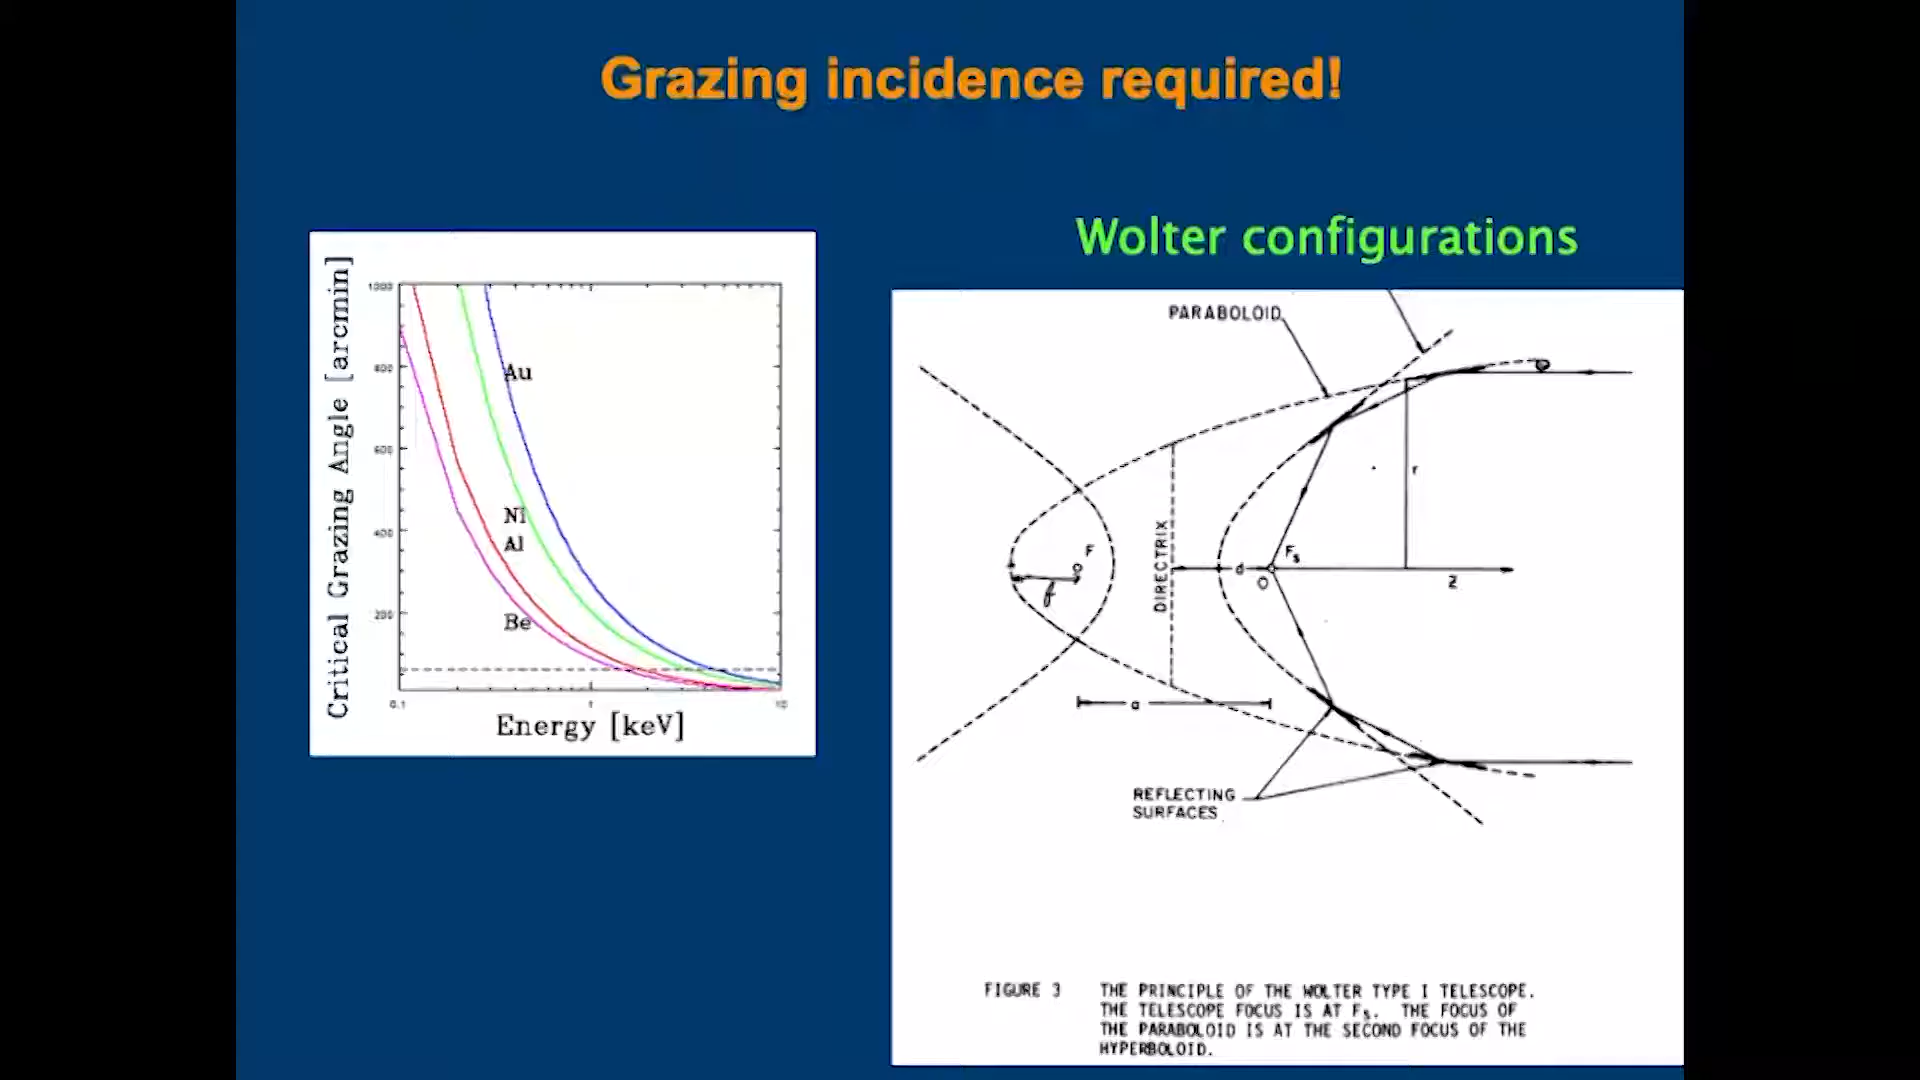 Grazing incidence required!
Wolter configurations
Critical Grazing Angle [arcmin]
1000
800
600
400
200
Au
Ni
Al
Be
0.1
1
10
Energy [keV]
PARABOLOID
r
F
f
DIRECTRIX
d
Fs
O
Z
a
REFLECTING
SURFACES
FIGURE 3 THE PRINCIPLE OF THE WOLTER TYPE I TELESCOPE.
THE TELESCOPE FOCUS IS AT Fs. THE FOCUS OF
THE PARABOLOID IS AT THE SECOND FOCUS OF THE
HYPERBOLOID.